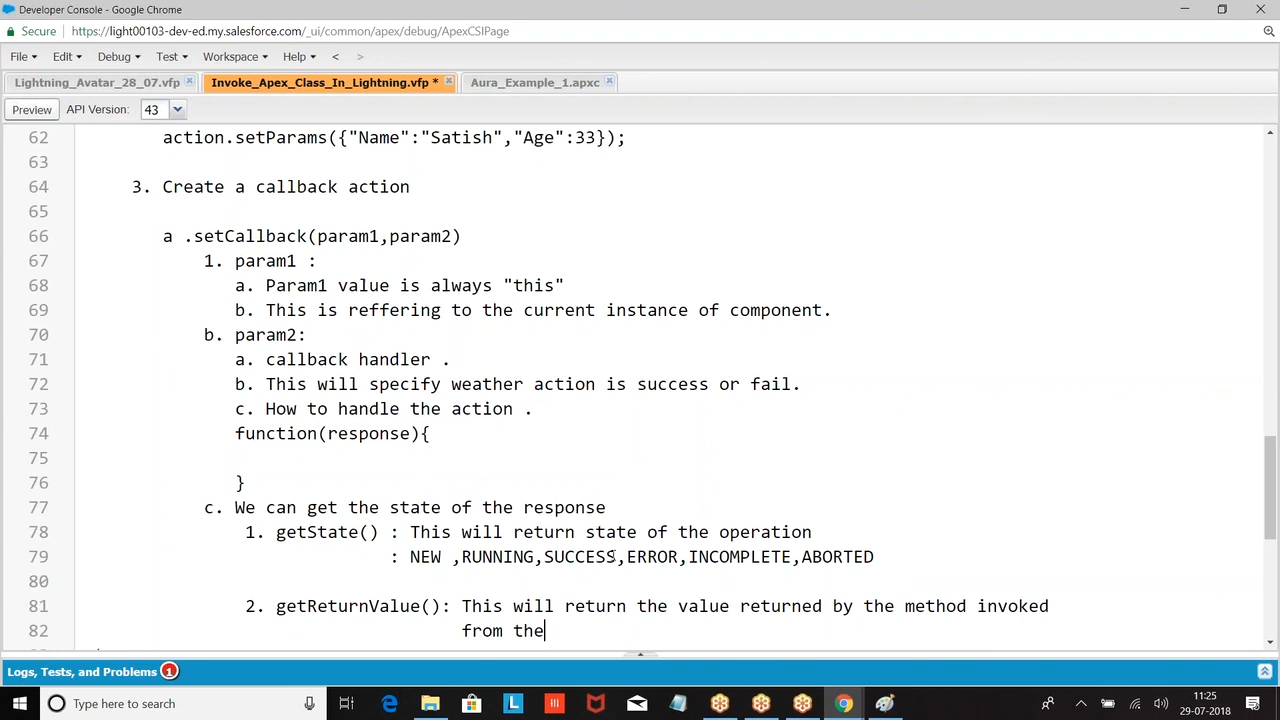 Developer Console - Google Chrome
Secure https://light00103-dev-ed.my.salesforce.com/_ui/common/apex/debug/ApexCSIPage
File Edit Debug Test Workspace Help < >
Lightning_Avatar_28_07.vfp Invoke_Apex_Class_In_Lightning.vfp * Aura_Example_1.apxc
Preview API Version: 43
62 action.setParams({"Name":"Satish","Age":33});
63
64 3. Create a callback action
65
66 a .setCallback(param1,param2)
67 1. param1 :
68 a. Param1 value is always "this"
69 b. This is reffering to the current instance of component.
70 b. param2:
71 a. callback handler .
72 b. This will specify weather action is success or fail.
73 c. How to handle the action .
74 function(response){
75
76 }
77 c. We can get the state of the response
78 1. getState() : This will return state of the operation
79 : NEW ,RUNNING,SUCCESS,ERROR,INCOMPLETE,ABORTED
80
81 2. getReturnValue(): This will return the value returned by the method invoked
82 from the
Logs, Tests, and Problems 1
Type here to search
11:25
29-07-2018